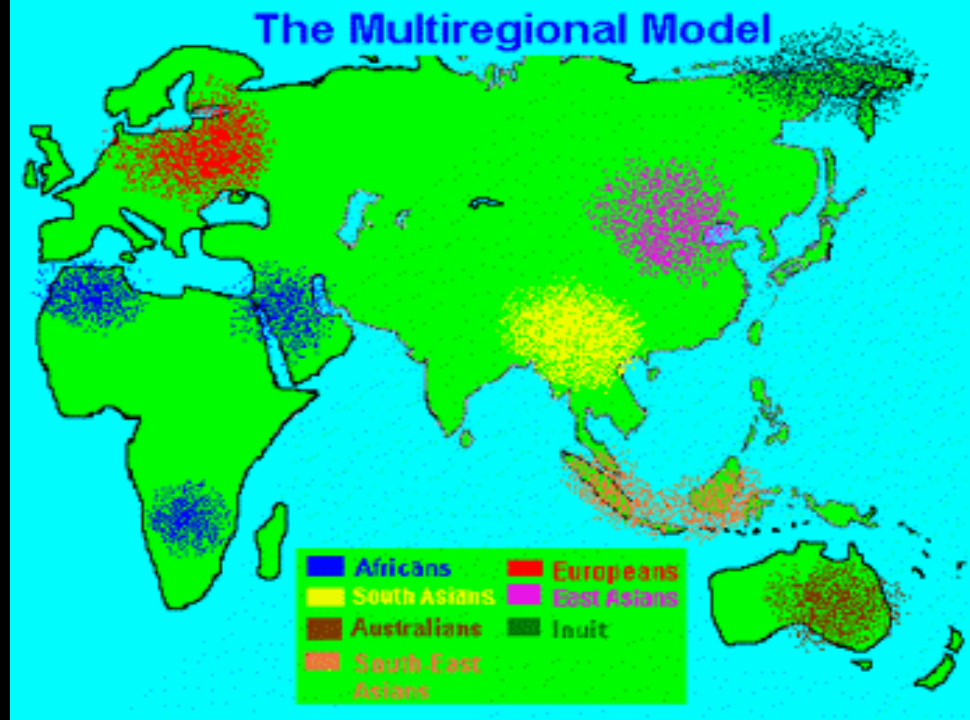 The Multiregional Model
Africans
Europeans
South Asians
East Asians
Australians
Inuit
South-East
Asians